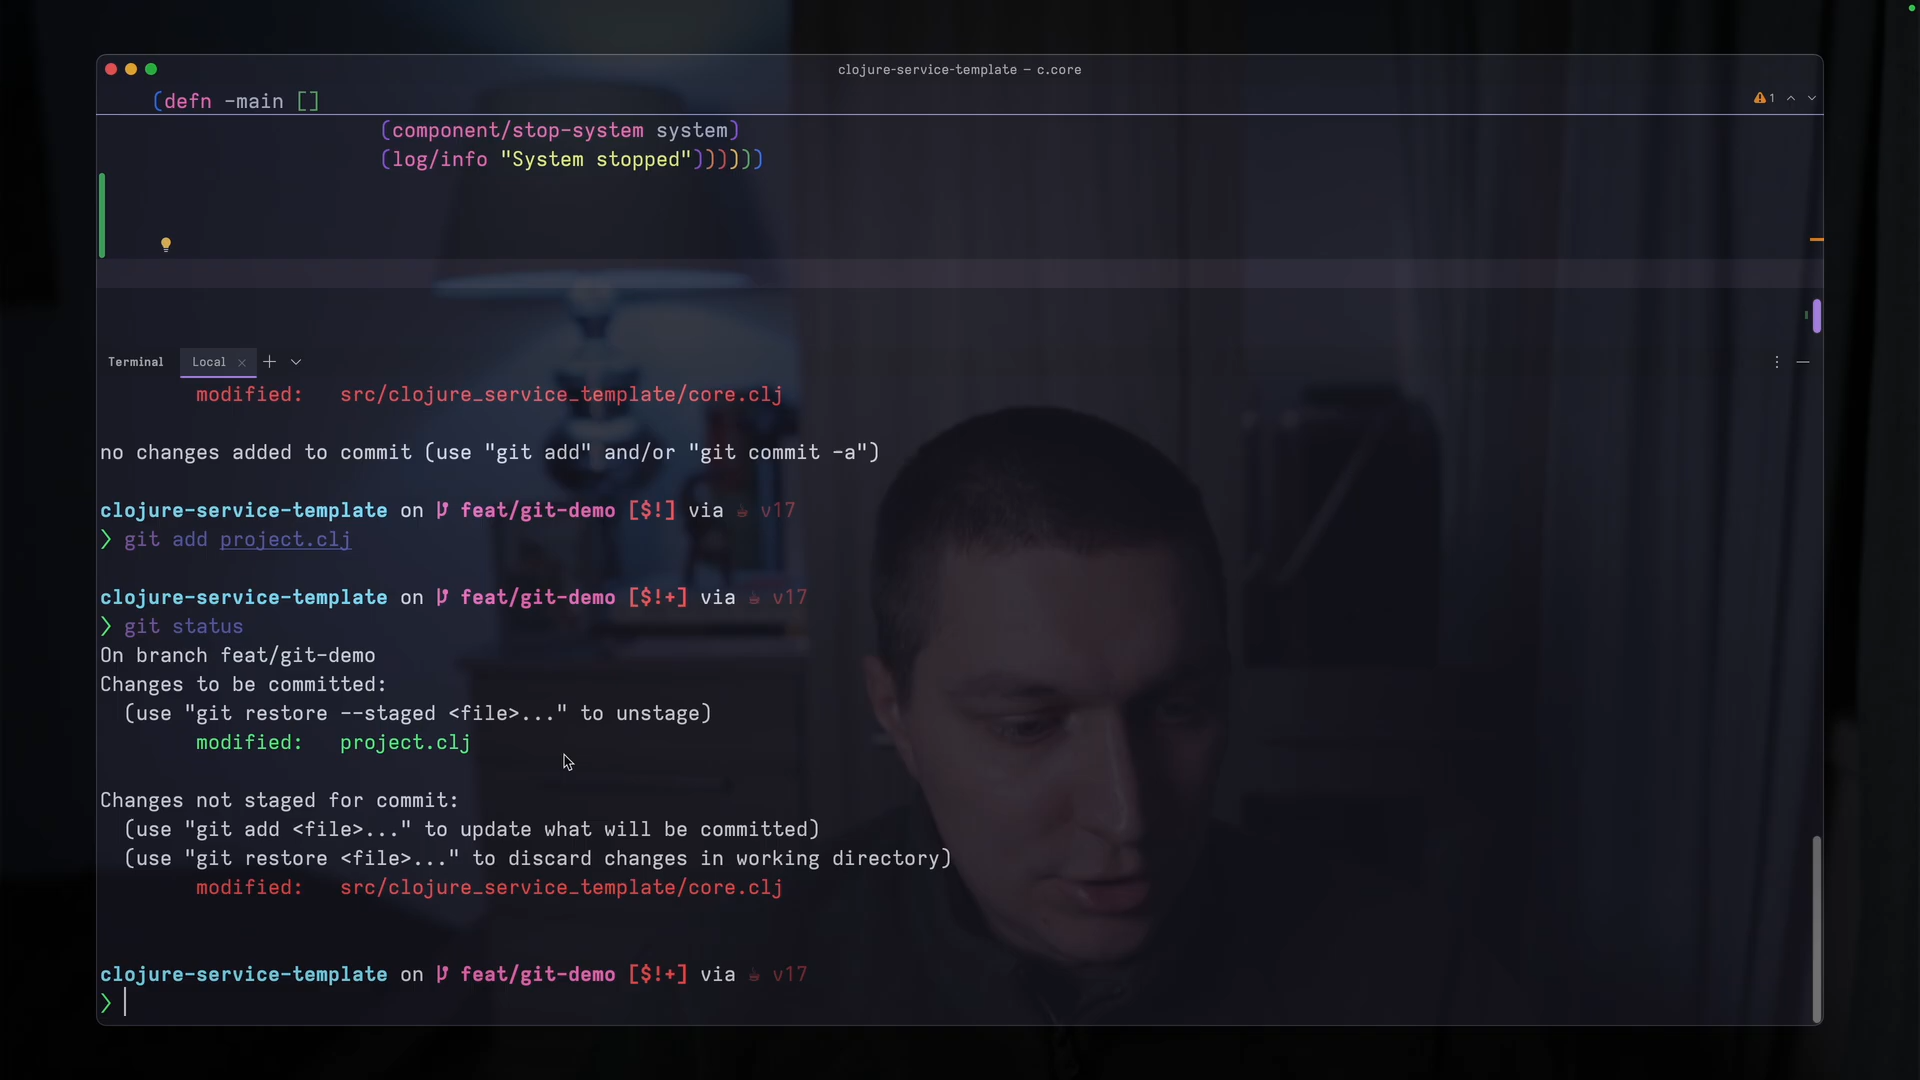 clojure-service-template – c.core
(defn -main []
1
(component/stop-system system)
(log/info "System stopped"))))))
Terminal Local
modified: src/clojure_service_template/core.clj
no changes added to commit (use "git add" and/or "git commit -a")
clojure-service-template on feat/git-demo [$!] via v17
❯ git add project.clj
clojure-service-template on feat/git-demo [$!+] via v17
❯ git status
On branch feat/git-demo
Changes to be committed:
(use "git restore --staged <file>..." to unstage)
modified: project.clj
Changes not staged for commit:
(use "git add <file>..." to update what will be committed)
(use "git restore <file>..." to discard changes in working directory)
modified: src/clojure_service_template/core.clj
clojure-service-template on feat/git-demo [$!+] via v17
❯